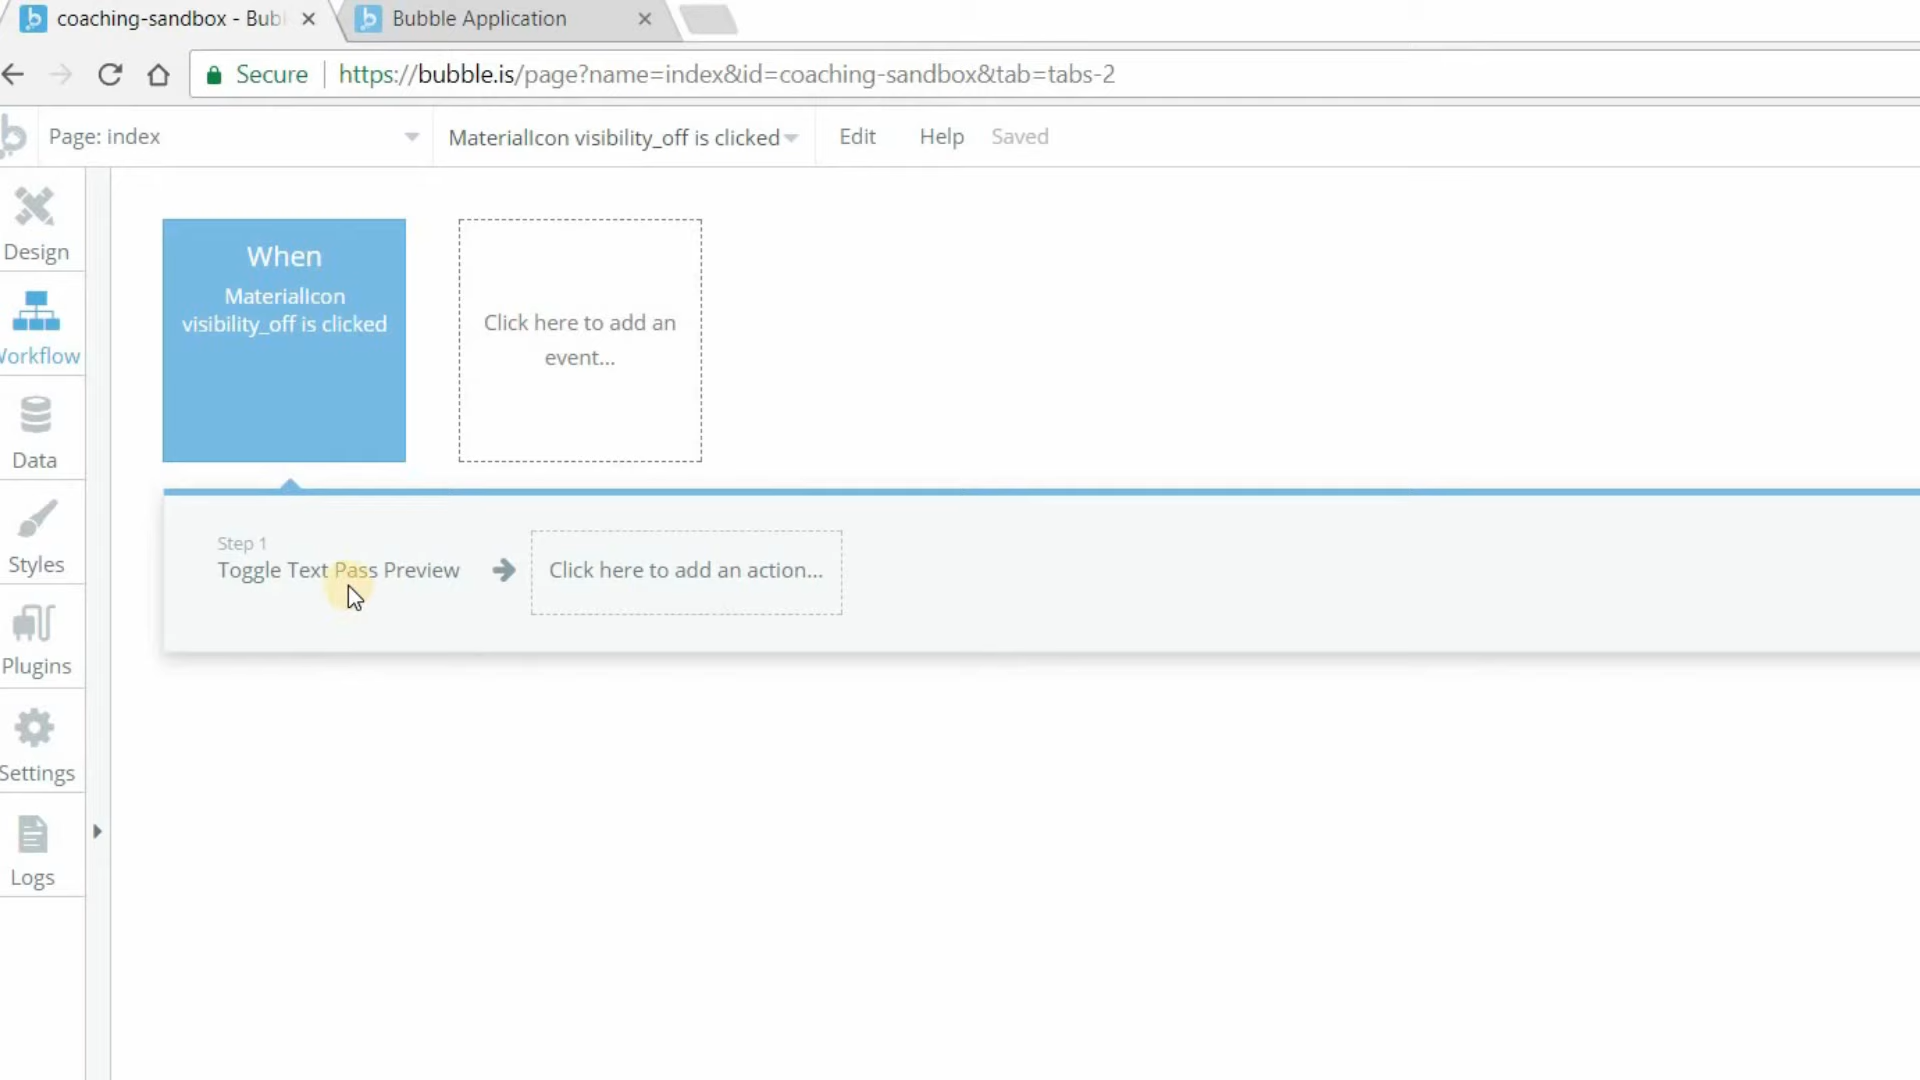 coaching-sandbox - Bub
Bubble Application
Secure
https://bubble.is/page?name=index&id=coaching-sandbox&tab=tabs-2
Page: index
MaterialIcon visibility_off is clicked
Edit
Help
Saved
Design
Workflow
Data
Styles
Plugins
Settings
Logs
When
MaterialIcon
visibility_off is clicked
Click here to add an
event...
Step 1
Toggle Text Pass Preview
Click here to add an action...